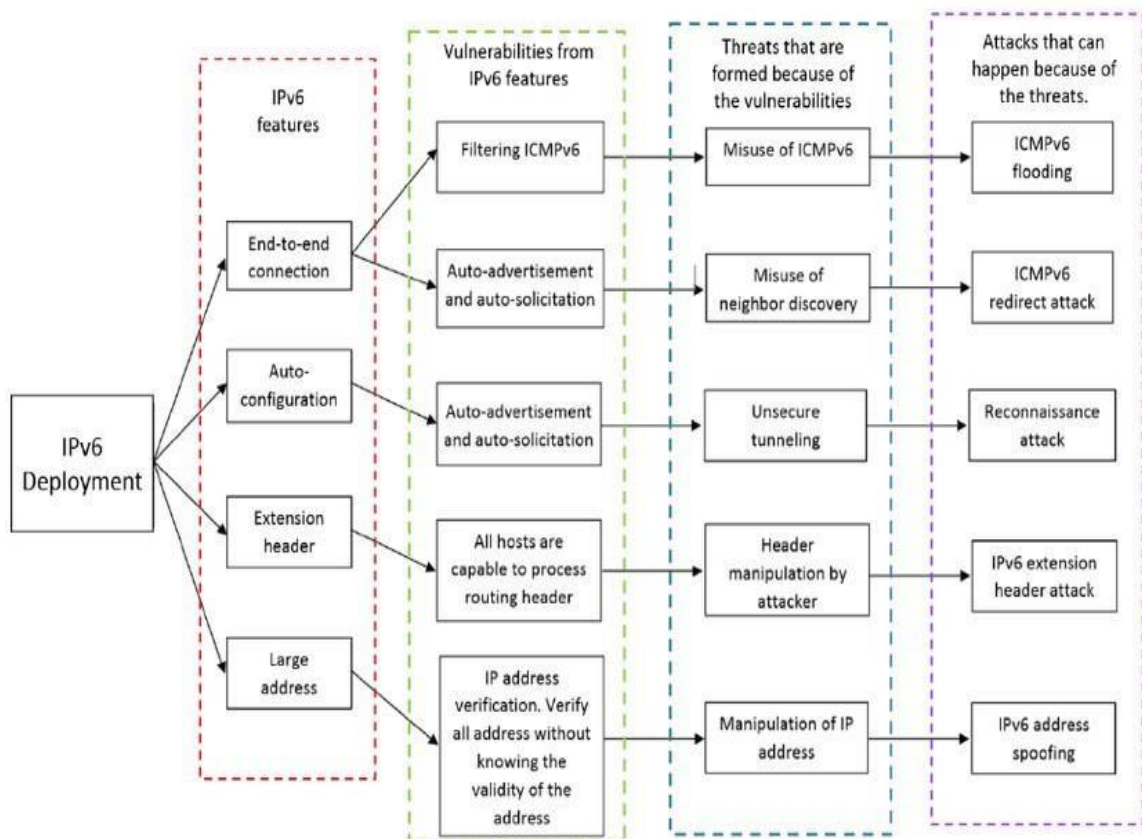 IPv6
Deployment
IPv6
features
End-to-end
connection
Auto-
configuration
Extension
header
Large
address
Vulnerabilities from
IPv6 features
Filtering ICMPv6
Auto-advertisement
and auto-solicitation
Auto-advertisement
and auto-solicitation
All hosts are
capable to process
routing header
IP address
verification. Verify
all address without
knowing the
validity of the
address
Threats that are
formed because of
the vulnerabilities
Misuse of ICMPv6
Misuse of
neighbor discovery
Unsecure
tunneling
Header
manipulation by
attacker
Manipulation of IP
address
Attacks that can
happen because of
the threats.
ICMPv6
flooding
ICMPv6
redirect attack
Reconnaissance
attack
IPv6 extension
header attack
IPv6 address
spoofing